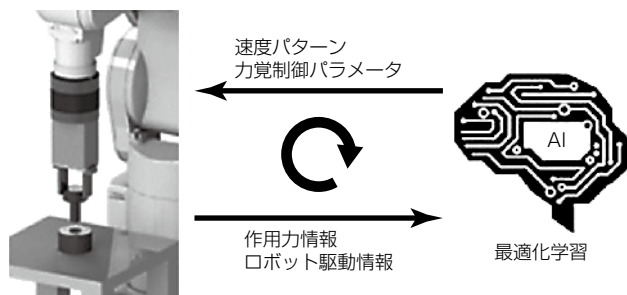 速度パターン
力覚制御パラメータ
AI
作用力情報
ロボット駆動情報
最適化学習